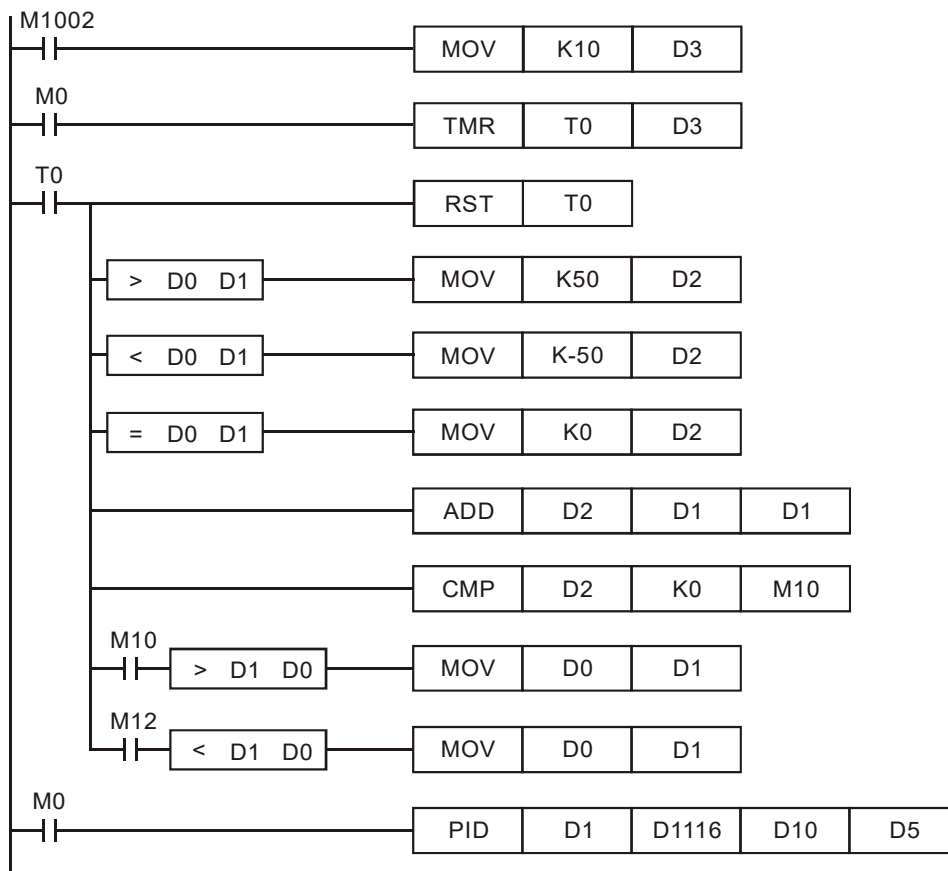 M1002
MOV K10 D3
M0
TMR T0 D3
T0
RST T0
> D0 D1 MOV K50 D2
< D0 D1 MOV K-50 D2
= D0 D1 MOV K0 D2
ADD D2 D1 D1
CMP D2 K0 M10
M10
> D1 D0 MOV D0 D1
M12
< D1 D0 MOV D0 D1
M0
PID D1 D1116 D10 D5